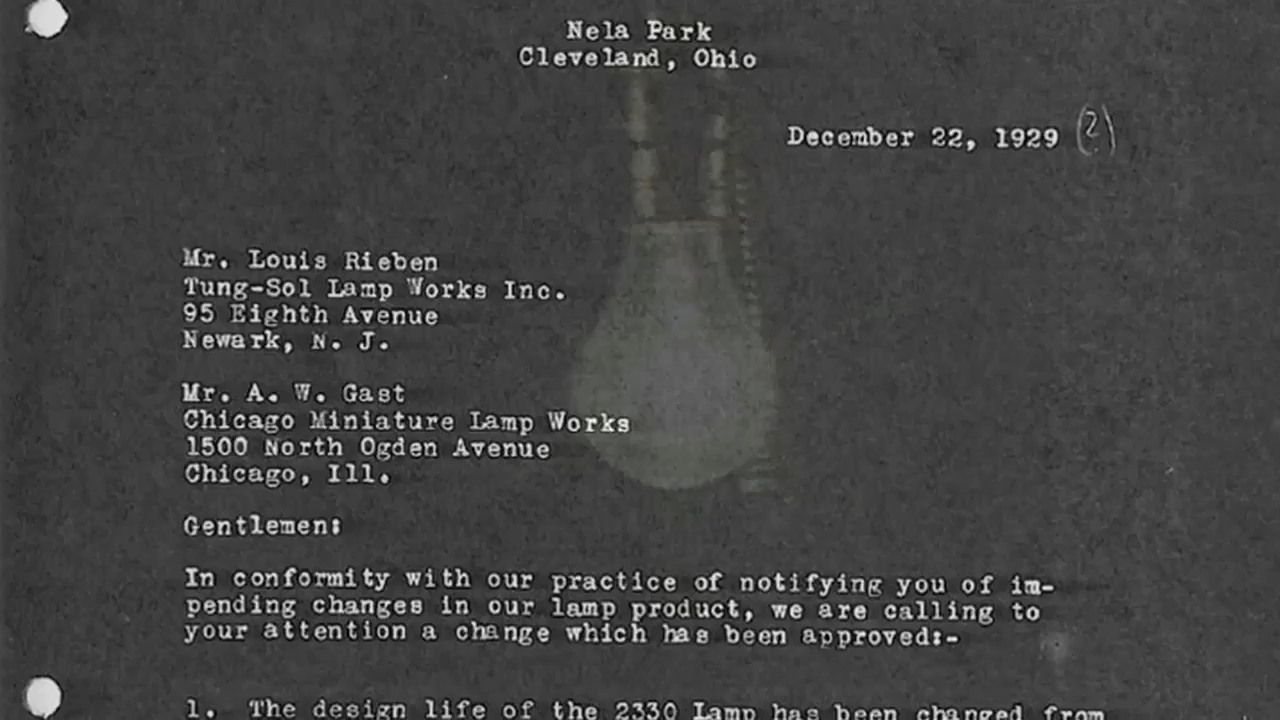 Nela Park
Cleveland, Ohio
December 22, 1929 (?)
Mr. Louis Rieben
Tung-Sol Lamp Works Inc.
95 Eighth Avenue
Newark, N. J.
Mr. A. W. Gast
Chicago Miniature Lamp Works
1500 North Ogden Avenue
Chicago, Ill.
Gentlemen:
In conformity with our practice of notifying you of im-
pending changes in our lamp product, we are calling to
your attention a change which has been approved:-
1. The design life of the 2330 Lamp has been changed from